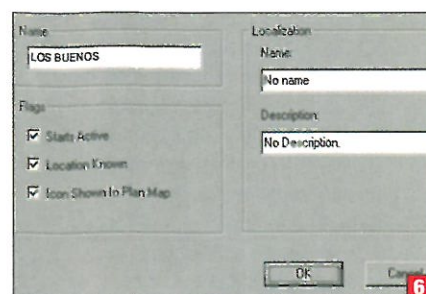 Name
LOS BUENOS
Flags
Starts Active
Location Known
Icon Shown In Plan Map
Localization
Name:
No name
Description:
No Description.
OK
Cancel
6